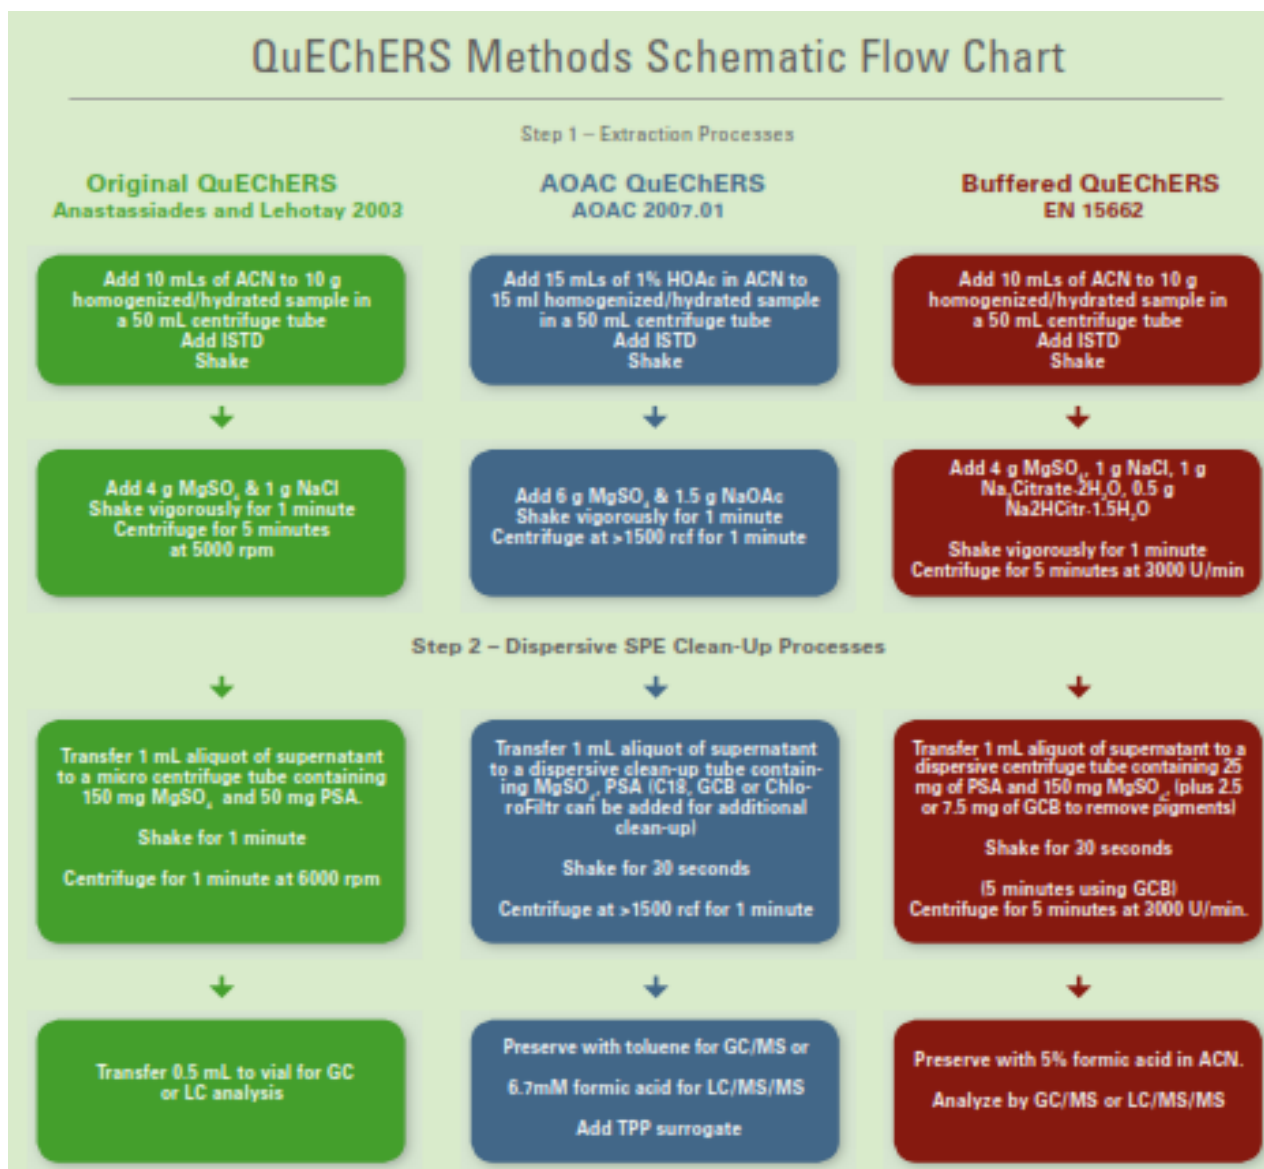 QuEChERS Methods Schematic Flow Chart
Step 1 – Extraction Processes
Original QuEChERS
Anastassiades and Lehotay 2003
AOAC QuEChERS
AOAC 2007.01
Buffered QuEChERS
EN 15662
Add 10 mLs of ACN to 10 g
homogenized/hydrated sample in
a 50 mL centrifuge tube
Add ISTD
Shake
Add 15 mLs of 1% HOAc in ACN to
15 ml homogenized/hydrated sample
in a 50 mL centrifuge tube
Add ISTD
Shake
Add 10 mLs of ACN to 10 g
homogenized/hydrated sample in
a 50 mL centrifuge tube
Add ISTD
Shake
Add 4 g MgSO₄ & 1 g NaCl
Shake vigorously for 1 minute
Centrifuge for 5 minutes
at 5000 rpm
Add 6 g MgSO₄ & 1.5 g NaOAc
Shake vigorously for 1 minute
Centrifuge at >1500 rcf for 1 minute
Add 4 g MgSO₄, 1 g NaCl, 1 g
Na₃Citrate·2H₂O, 0.5 g
Na2HCitr·1.5H₂O
Shake vigorously for 1 minute
Centrifuge for 5 minutes at 3000 U/min
Step 2 – Dispersive SPE Clean-Up Processes
Transfer 1 mL aliquot of supernatant
to a micro centrifuge tube containing
150 mg MgSO₄ and 50 mg PSA.
Shake for 1 minute
Centrifuge for 1 minute at 6000 rpm
Transfer 1 mL aliquot of supernatant
to a dispersive clean-up tube contain-
ing MgSO₄, PSA (C18, GCB or Chlo-
roFiltr can be added for additional
clean-up)
Shake for 30 seconds
Centrifuge at >1500 rcf for 1 minute
Transfer 1 mL aliquot of supernatant to a
dispersive centrifuge tube containing 25
mg of PSA and 150 mg MgSO₄, (plus 2.5
or 7.5 mg of GCB to remove pigments)
Shake for 30 seconds
(5 minutes using GCB)
Centrifuge for 5 minutes at 3000 U/min.
Transfer 0.5 mL to vial for GC
or LC analysis
Preserve with toluene for GC/MS or
6.7mM formic acid for LC/MS/MS
Add TPP surrogate
Preserve with 5% formic acid in ACN.
Analyze by GC/MS or LC/MS/MS